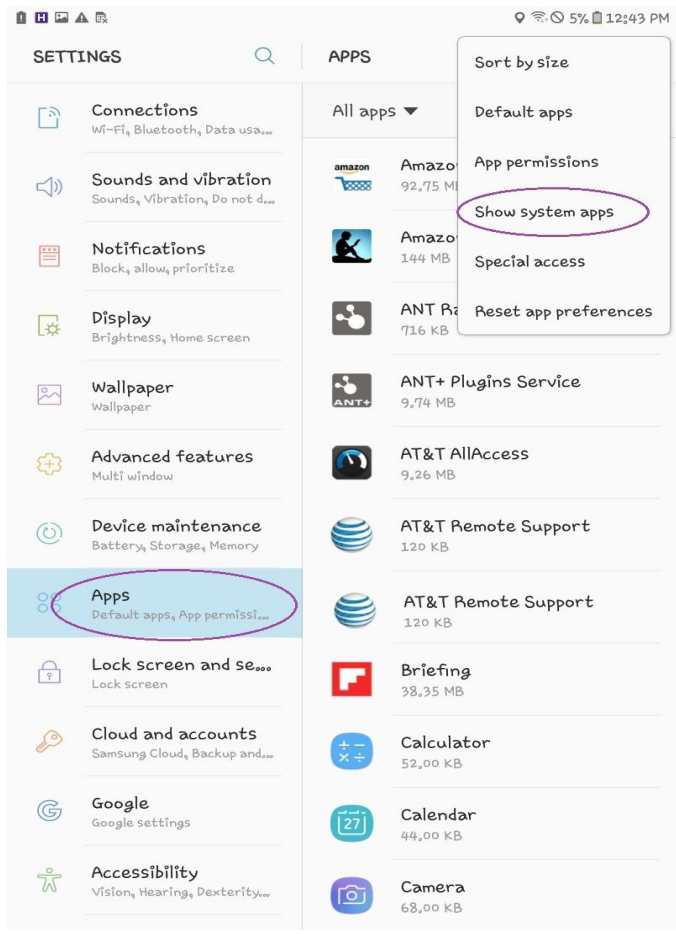 5% 12:43 PM
SETTINGS
Connections
Wi-Fi, Bluetooth, Data usa...
Sounds and vibration
Sounds, Vibration, Do not d...
Notifications
Block, allow, prioritize
Display
Brightness, Home screen
Wallpaper
Wallpaper
Advanced features
Multi window
Device maintenance
Battery, Storage, Memory
Apps
Default apps, App permissi...
Lock screen and se...
Lock screen
Cloud and accounts
Samsung Cloud, Backup and...
Google
Google settings
Accessibility
Vision, Hearing, Dexterity...
APPS
All apps
amazon
Amazo
92.75 M
Amazo
144 MB
ANT Ra
716 KB
ANT+
ANT+ Plugins Service
9.74 MB
AT&T AllAccess
9.26 MB
AT&T Remote Support
120 KB
AT&T Remote Support
120 KB
Briefing
38.35 MB
Calculator
52.00 KB
27
Calendar
44.00 KB
Camera
68.00 KB
Sort by size
Default apps
App permissions
Show system apps
Special access
Reset app preferences